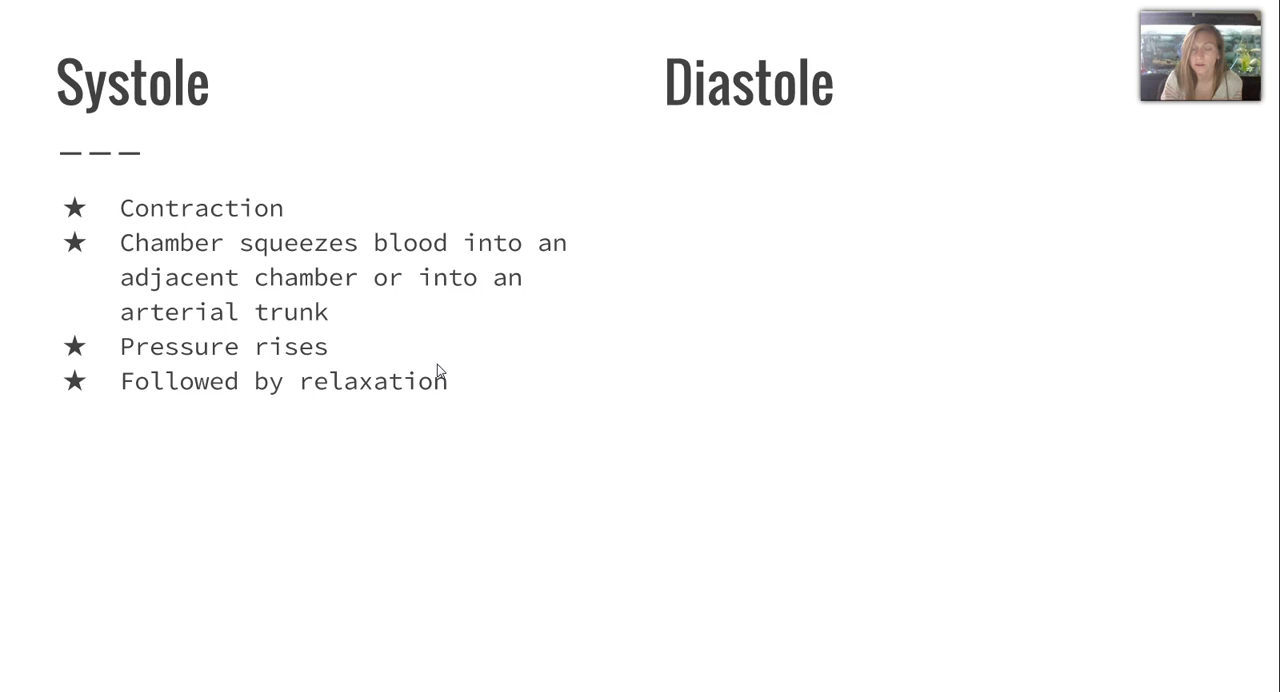 Systole
Diastole
★ Contraction
★ Chamber squeezes blood into an
adjacent chamber or into an
arterial trunk
★ Pressure rises
★ Followed by relaxation